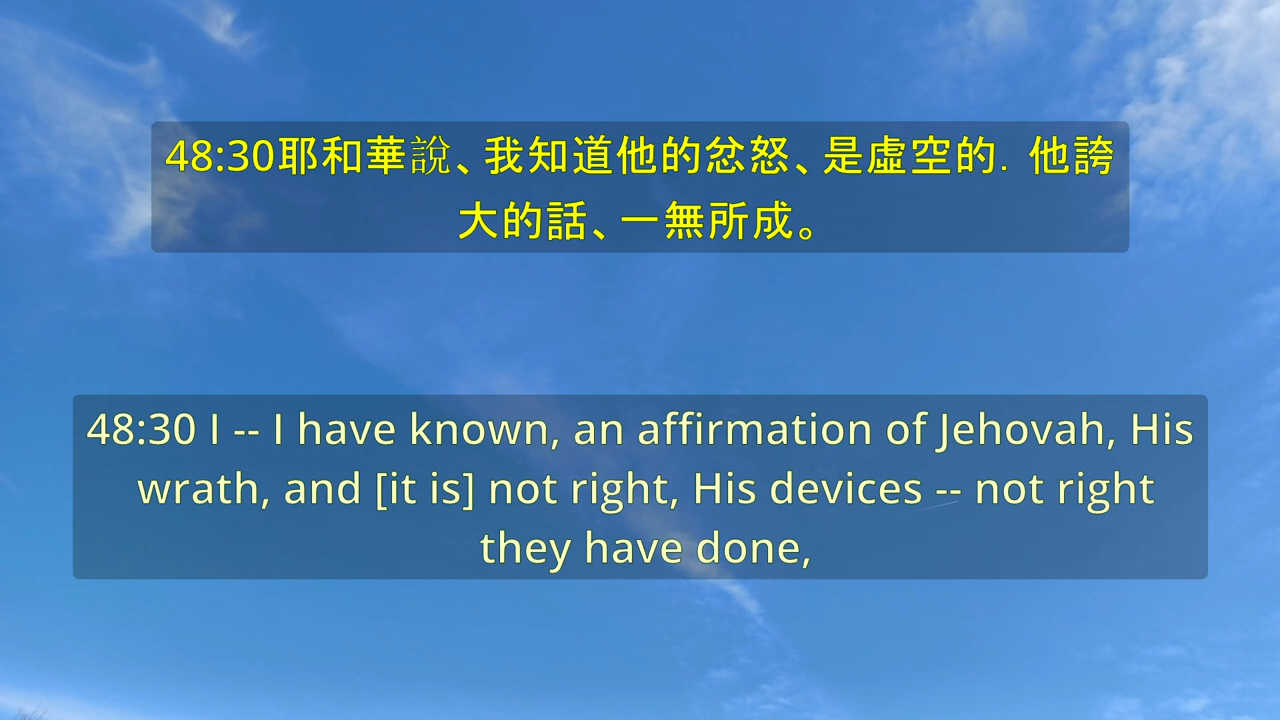 48:30耶和華說、我知道他的忿怒、是虛空的．他誇
大的話、一無所成。
48:30 I -- I have known, an affirmation of Jehovah, His
wrath, and [it is] not right, His devices -- not right
they have done,